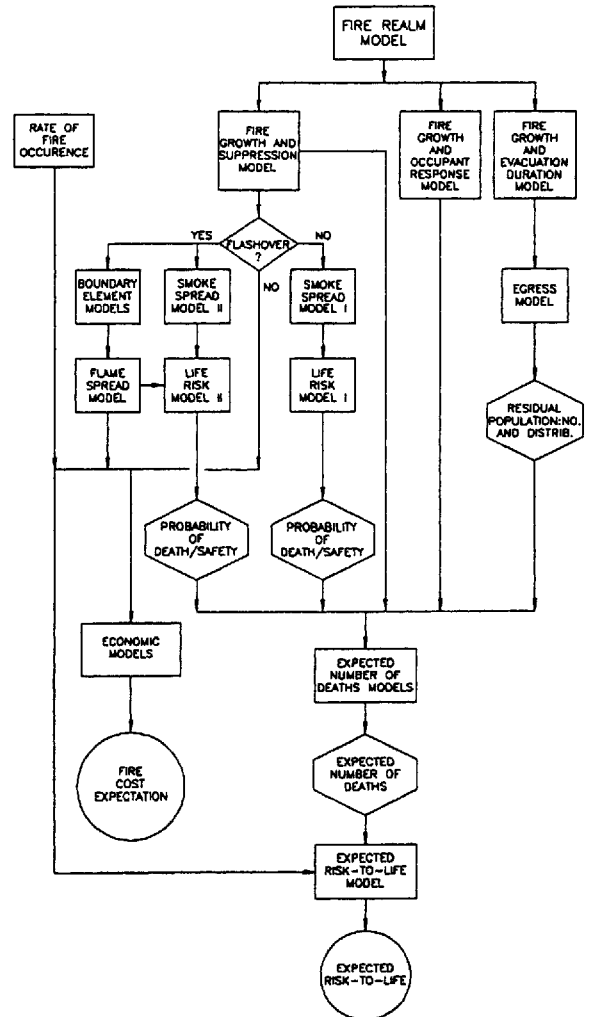 FIRE REALM
MODEL
RATE OF
FIRE
OCCURENCE
FIRE
GROWTH AND
SUPPRESSION
MODEL
FIRE
GROWTH
AND
OCCUPANT
RESPONSE
MODEL
FIRE
GROWTH
AND
EVACUATION
DURATION
MODEL
YES
FLASHOVER
?
NO
NO
BOUNDARY
ELEMENT
MODELS
SMOKE
SPREAD
MODEL II
SMOKE
SPREAD
MODEL I
EGRESS
MODEL
FLAME
SPREAD
MODEL
LIFE
RISK
MODEL II
LIFE
RISK
MODEL I
RESIDUAL
POPULATION:NO.
AND DISTRIB.
PROBABILITY
OF
DEATH/SAFETY
PROBABILITY
OF
DEATH/SAFETY
ECONOMIC
MODELS
EXPECTED
NUMBER OF
DEATHS MODELS
FIRE
COST
EXPECTATION
EXPECTED
NUMBER OF
DEATHS
EXPECTED
RISK-TO-LIFE
MODEL
EXPECTED
RISK-TO-LIFE